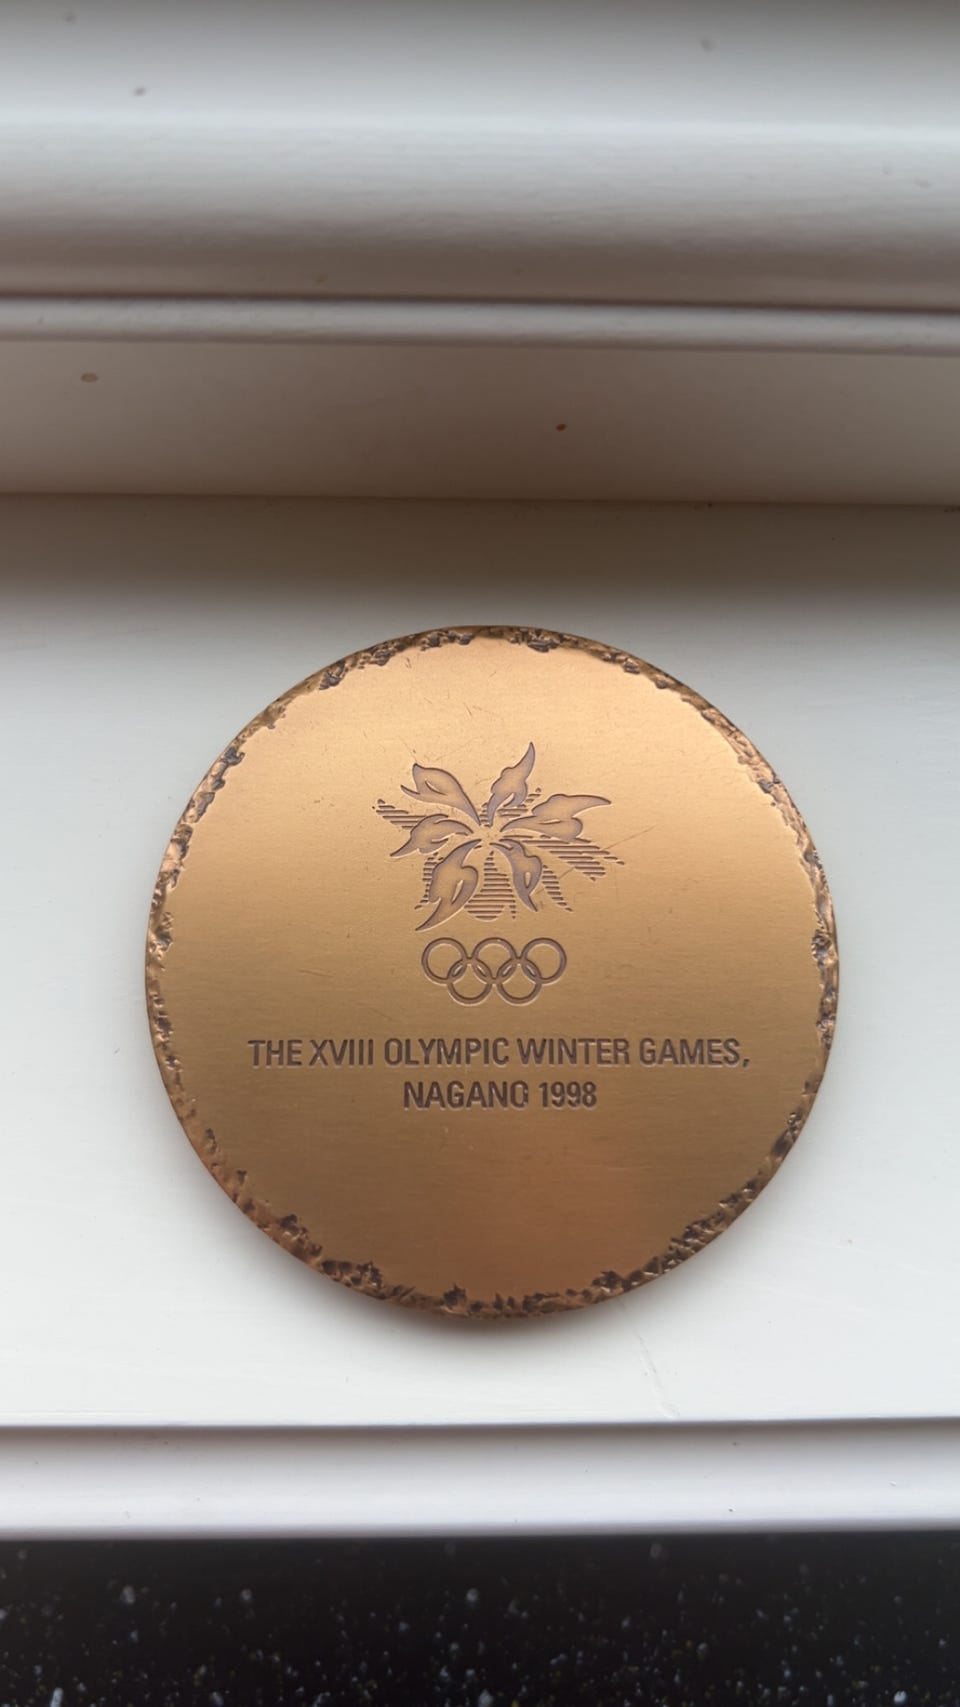 THE XVIII OLYMPIC WINTER GAMES,
NAGANO 1998